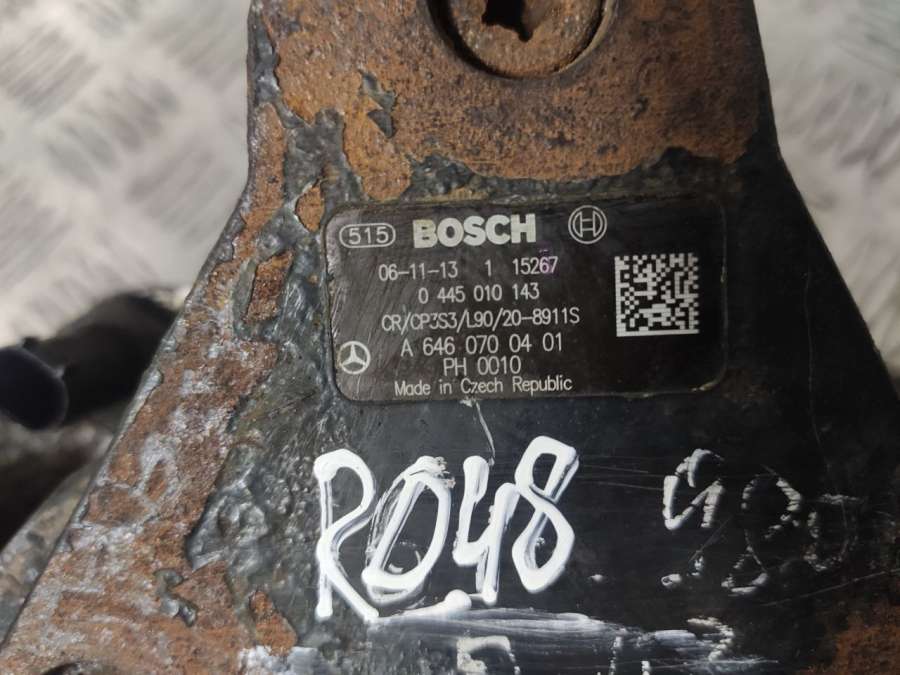 515 BOSCH
06-11-13 1 15267
0 445 010 143
CR/CP3S3/L90/20-8911S
A 646 070 04 01
PH 0010
Made in Czech Republic
RO48